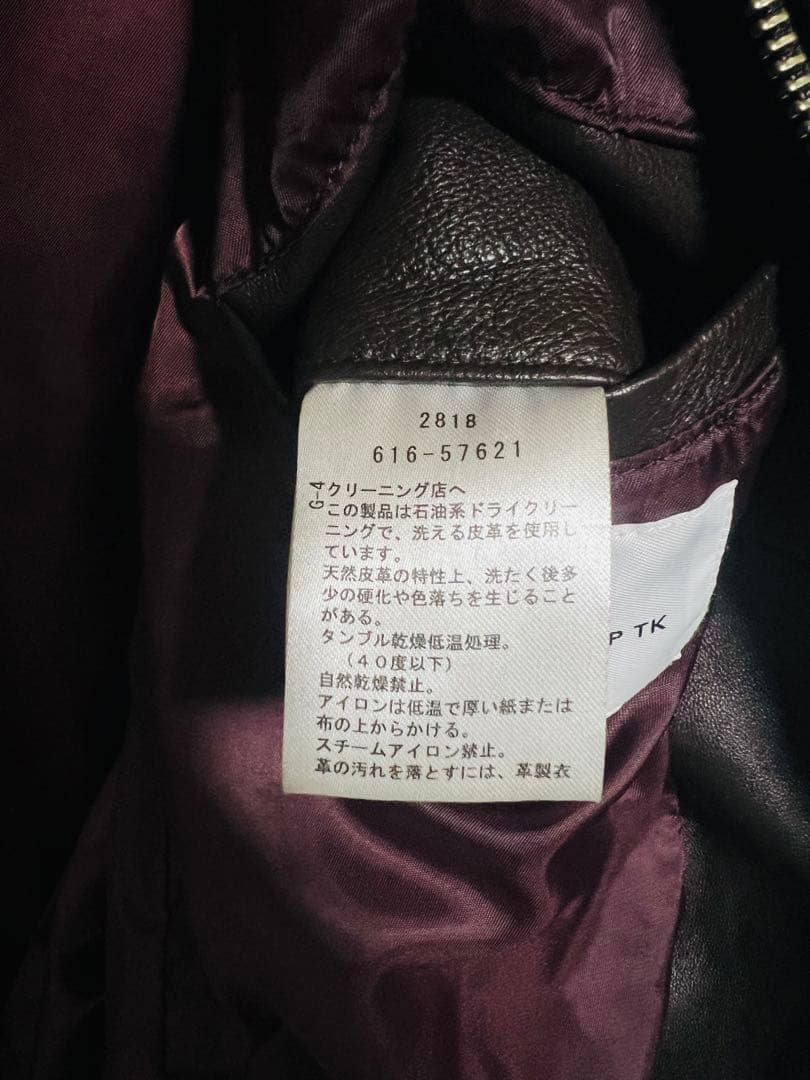 2818
616-57621
G-4
クリーニング店へ
この製品は石油系ドライクリー
ニングで、洗える皮革を使用し
ています。
天然皮革の特性上、洗たく後多
少の硬化や色落ちを生じること
がある。
タンブル乾燥低温処理。
(40度以下)
自然乾燥禁止。
アイロンは低温で厚い紙または
布の上からかける。
スチームアイロン禁止。
革の汚れを落とすには、革製衣
P TK